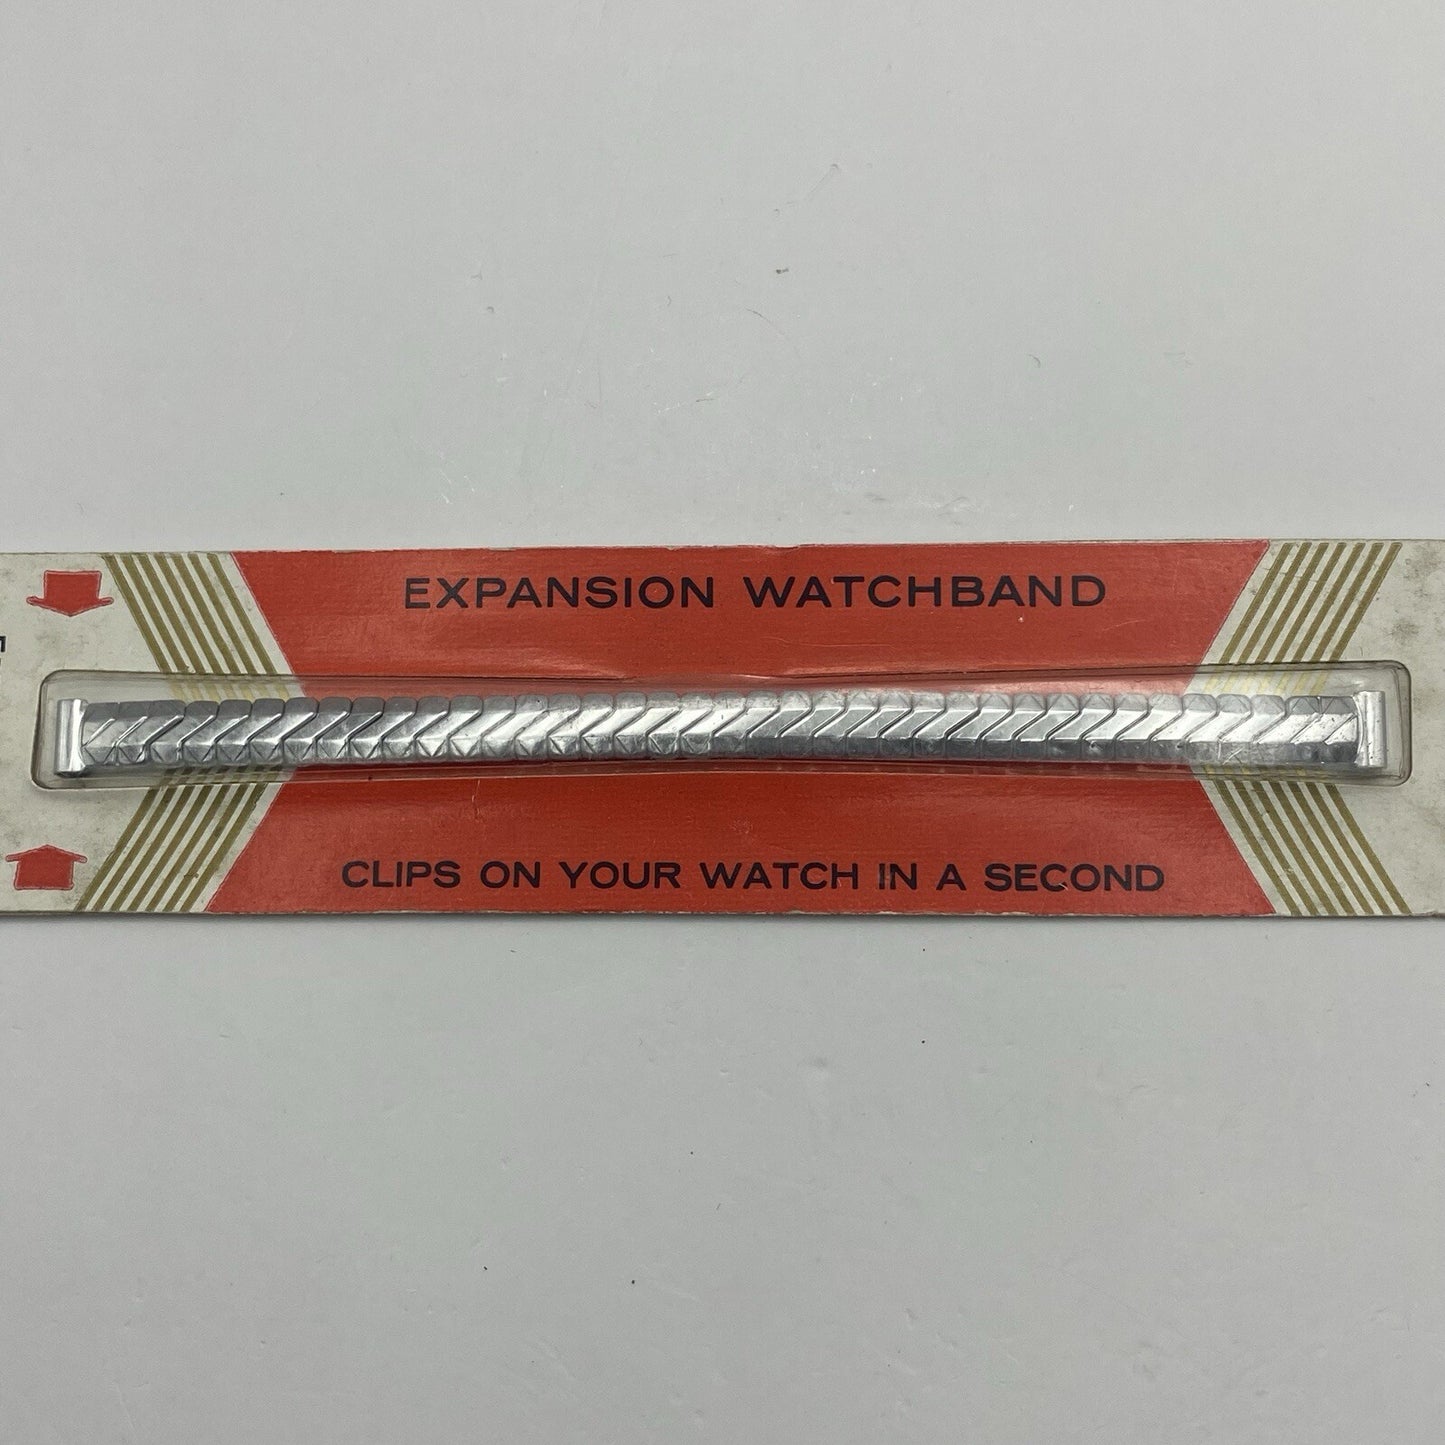 EXPANSION WATCHBAND
CLIPS ON YOUR WATCH IN A SECOND